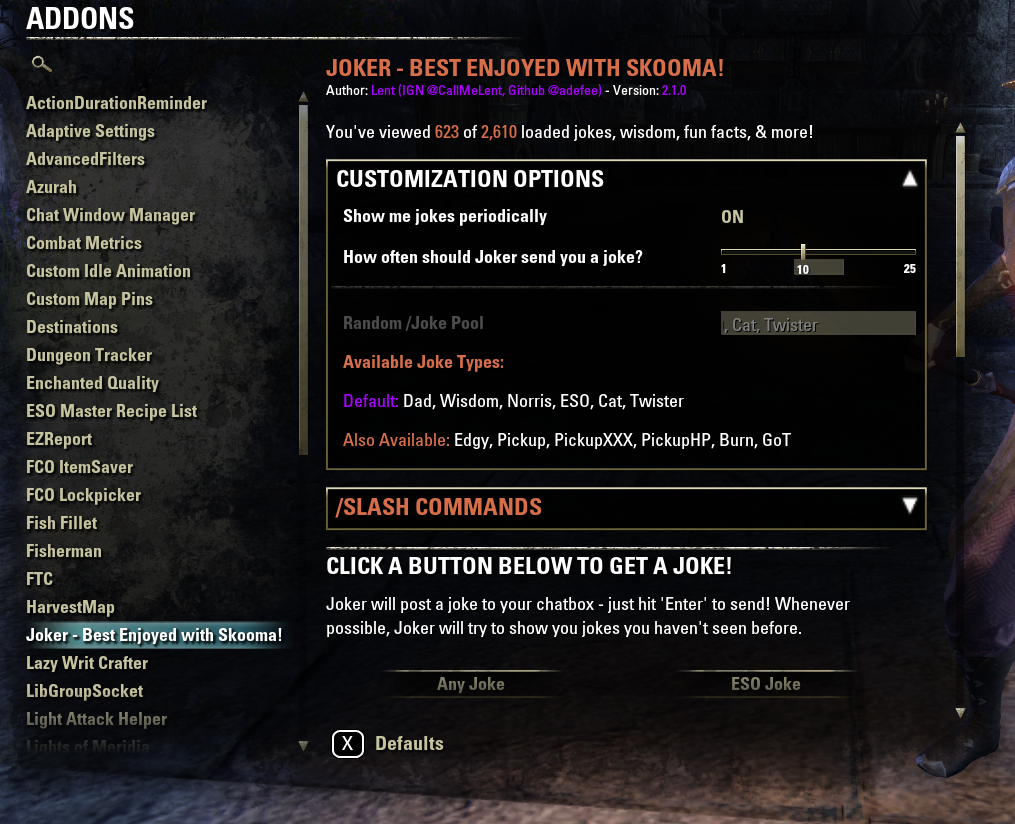 ADDONS
ActionDurationReminder
Adaptive Settings
AdvancedFilters
Azurah
Chat Window Manager
Combat Metrics
Custom Idle Animation
Custom Map Pins
Destinations
Dungeon Tracker
Enchanted Quality
ESO Master Recipe List
EZReport
FCO ItemSaver
FCO Lockpicker
Fish Fillet
Fisherman
FTC
HarvestMap
Joker - Best Enjoyed with Skooma!
Lazy Writ Crafter
LibGroupSocket
Light Attack Helper
Lights of Meridia
JOKER - BEST ENJOYED WITH SKOOMA!
Author: Lent (IGN @CallMeLent, Github @adefee) - Version: 2.1.0
You've viewed 623 of 2,610 loaded jokes, wisdom, fun facts, & more!
CUSTOMIZATION OPTIONS
Show me jokes periodically ON
How often should Joker send you a joke?
1 10 25
Random /Joke Pool , Cat, Twister
Available Joke Types:
Default: Dad, Wisdom, Norris, ESO, Cat, Twister
Also Available: Edgy, Pickup, PickupXXX, PickupHP, Burn, GoT
/SLASH COMMANDS
CLICK A BUTTON BELOW TO GET A JOKE!
Joker will post a joke to your chatbox - just hit 'Enter' to send! Whenever
possible, Joker will try to show you jokes you haven't seen before.
Any Joke ESO Joke
X Defaults